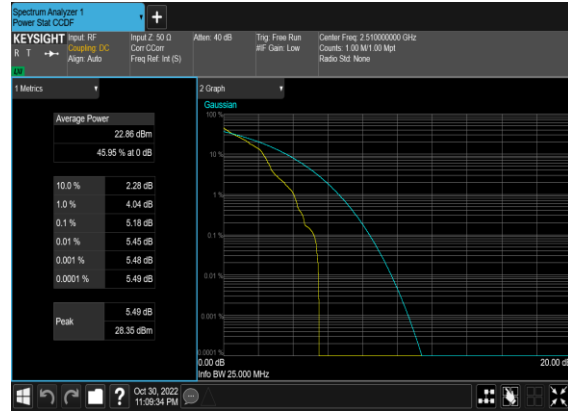 Spectrum Analyzer 1
Power Stat CCDF
KEYSIGHT
R T
LXI
Input: RF
Coupling: DC
Align: Auto
Input Z: 50 Ω
Corr CCorr
Freq Ref: Int (S)
Atten: 40 dB
Trig: Free Run
#IF Gain: Low
Center Freq: 2.510000000 GHz
Counts: 1.00 M/1.00 Mpt
Radio Std: None
1 Metrics
Average Power
22.86 dBm
45.95 % at 0 dB
10.0 % 2.28 dB
1.0 % 4.04 dB
0.1 % 5.18 dB
0.01 % 5.45 dB
0.001 % 5.48 dB
0.0001 % 5.49 dB
Peak
5.49 dB
28.35 dBm
2 Graph
Gaussian
100 %
10 %
1 %
0.1 %
0.01 %
0.001 %
0.0001 %
0.00 dB
20.00 dB
Info BW 25.000 MHz
?
Oct 30, 2022
11:09:34 PM